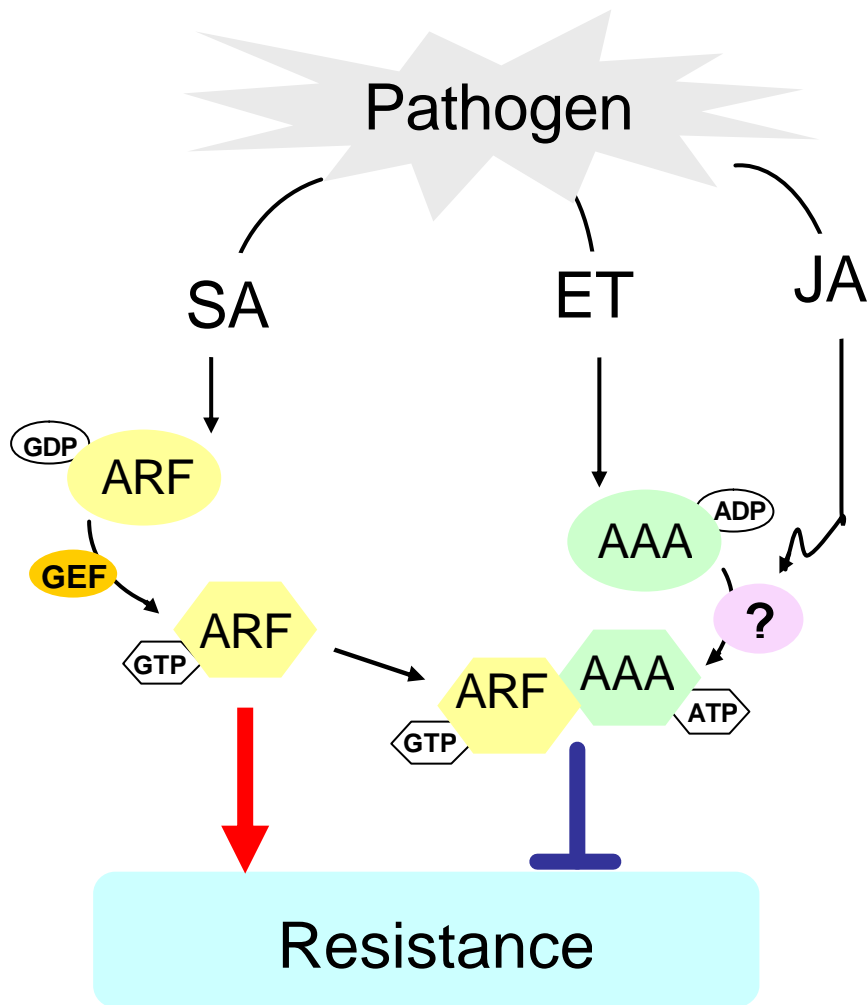 Pathogen
SA
ET
JA
GDP
ARF
GEF
ADP
AAA
?
GTP
ARF
ARF
AAA
GTP
ATP
Resistance